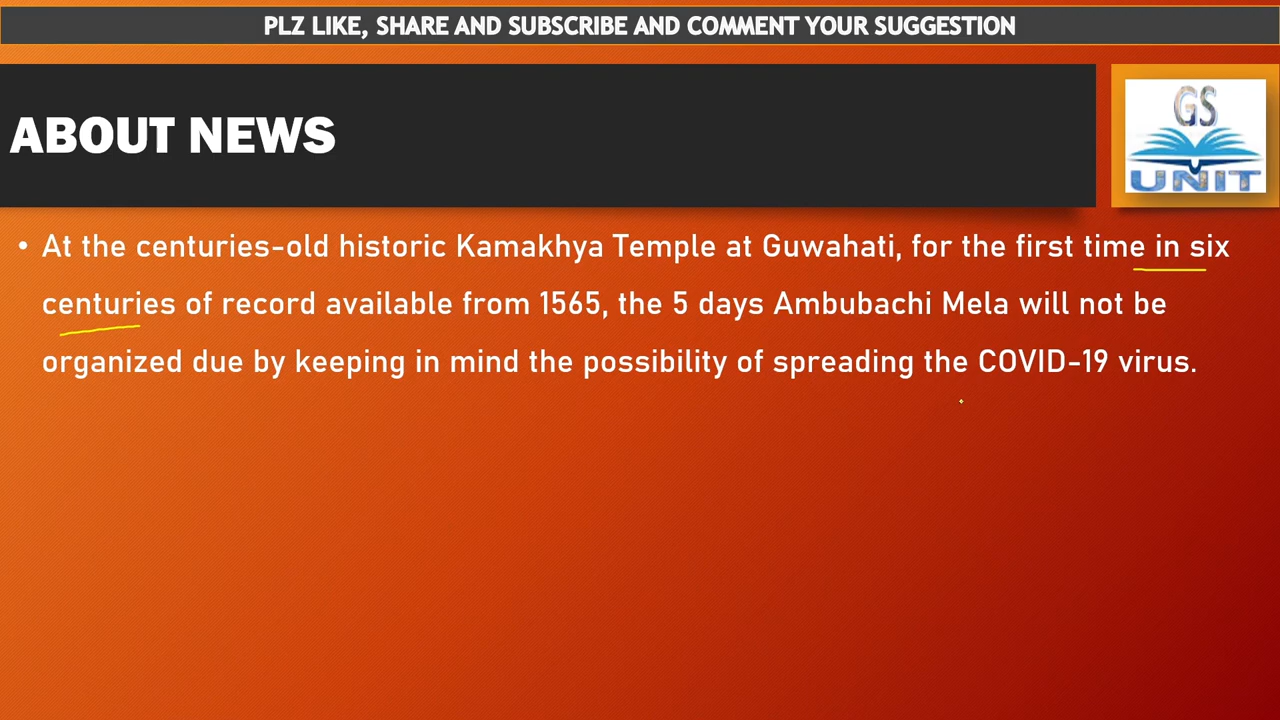 PLZ LIKE, SHARE AND SUBSCRIBE AND COMMENT YOUR SUGGESTION
ABOUT NEWS
GS
UNIT
• At the centuries-old historic Kamakhya Temple at Guwahati, for the first time in six
centuries of record available from 1565, the 5 days Ambubachi Mela will not be
organized due by keeping in mind the possibility of spreading the COVID-19 virus.